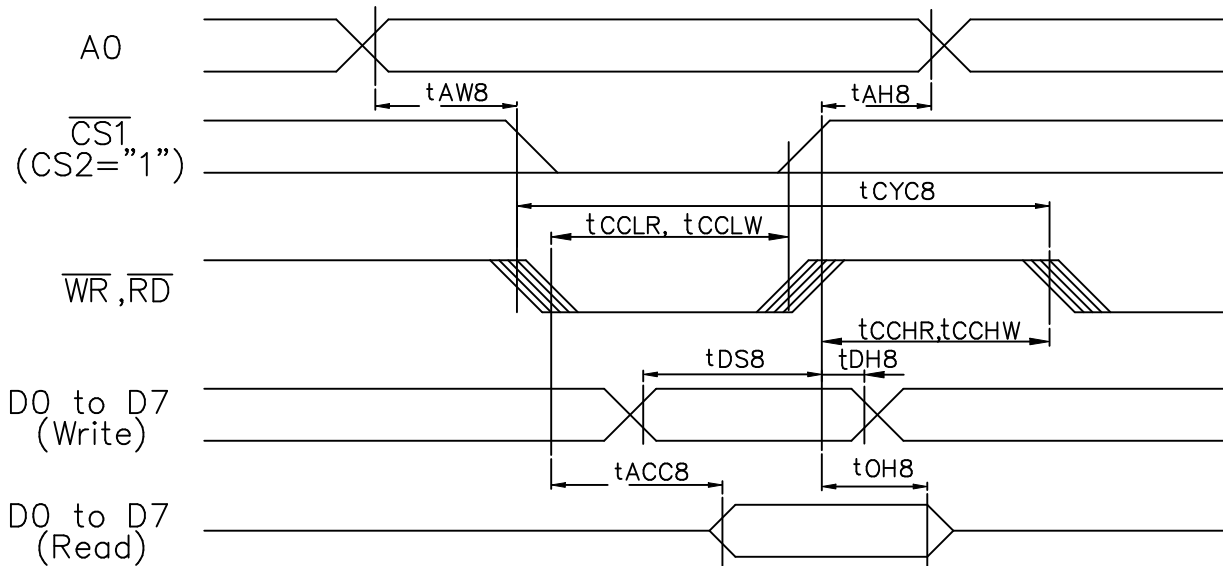 A0
tAW8
tAH8
CS1
(CS2="1")
tCYC8
tCCLR, tCCLW
WR ,RD
tCCHR,tCCHW
tDS8
tDH8
D0 to D7
(Write)
tACC8
tOH8
D0 to D7
(Read)